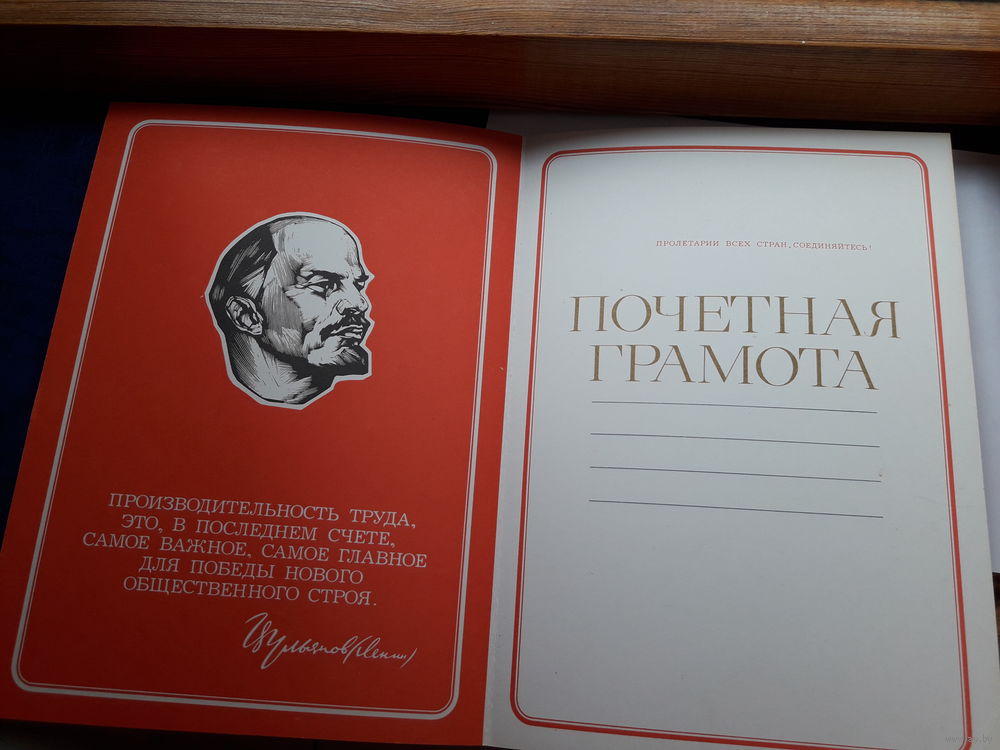 ПРОИЗВОДИТЕЛЬНОСТЬ ТРУДА,
ЭТО, В ПОСЛЕДНЕМ СЧЕТЕ,
САМОЕ ВАЖНОЕ, САМОЕ ГЛАВНОЕ
ДЛЯ ПОБЕДЫ НОВОГО
ОБЩЕСТВЕННОГО СТРОЯ.
В Ульянов (Ленин)
ПРОЛЕТАРИИ ВСЕХ СТРАН, СОЕДИНЯЙТЕСЬ!
ПОЧЕТНАЯ
ГРАМОТА